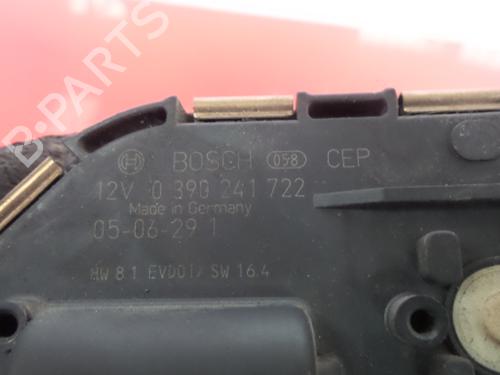 B-PARTS
BOSCH 058 CEP
12V 0 390 241 722
Made in Germany
05-06-29 1
HW 8 1 EVD01/ SW 16.4